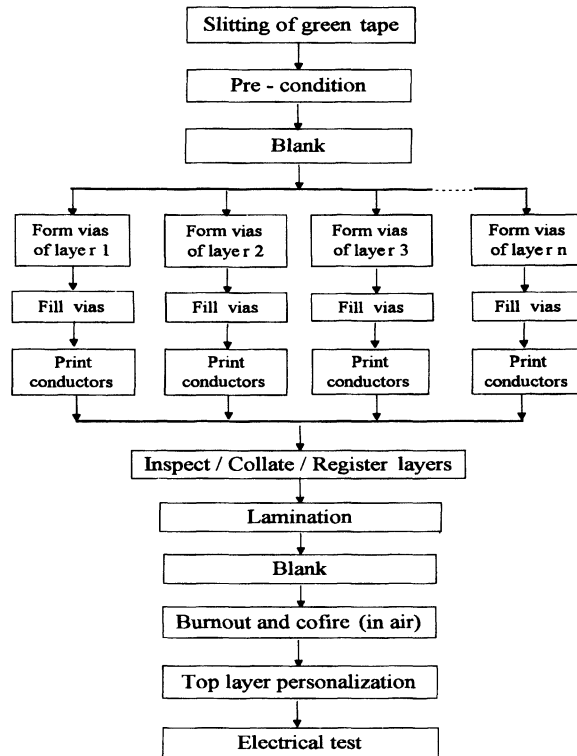 Slitting of green tape
Pre - condition
Blank
Form vias
of layer 1
Form vias
of layer 2
Form vias
of layer 3
Form vias
of layer n
Fill vias
Fill vias
Fill vias
Fill vias
Print
conductors
Print
conductors
Print
conductors
Print
conductors
Inspect / Collate / Register layers
Lamination
Blank
Burnout and cofire (in air)
Top layer personalization
Electrical test